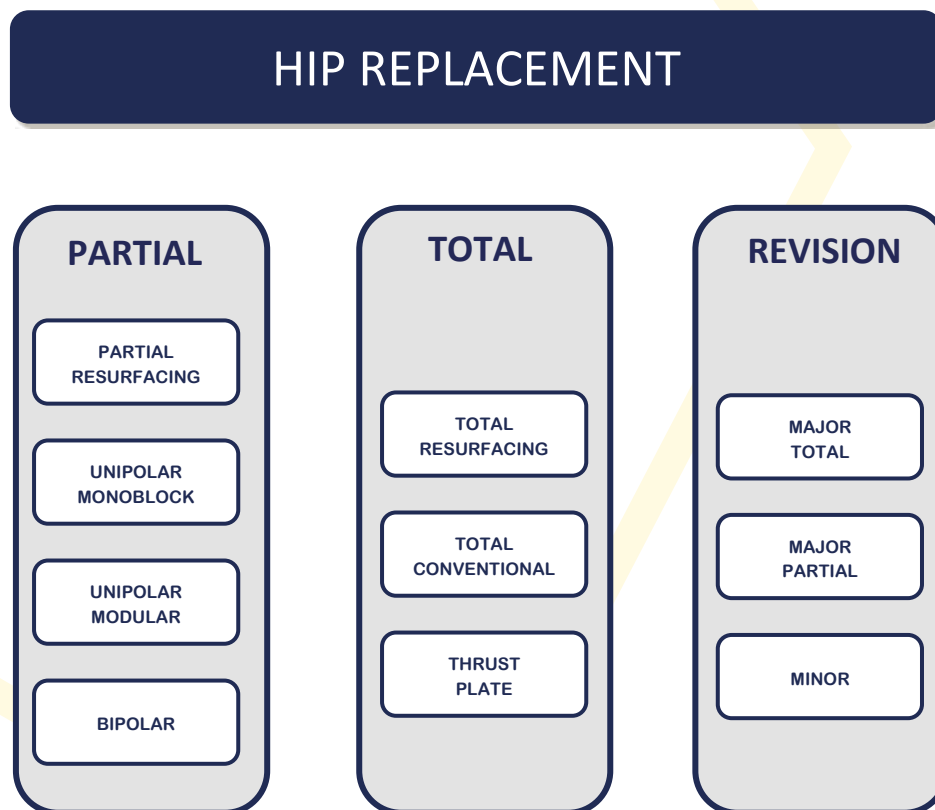 HIP REPLACEMENT
PARTIAL
PARTIAL
RESURFACING
UNIPOLAR
MONOBLOCK
UNIPOLAR
MODULAR
BIPOLAR
TOTAL
TOTAL
RESURFACING
TOTAL
CONVENTIONAL
THRUST
PLATE
REVISION
MAJOR
TOTAL
MAJOR
PARTIAL
MINOR